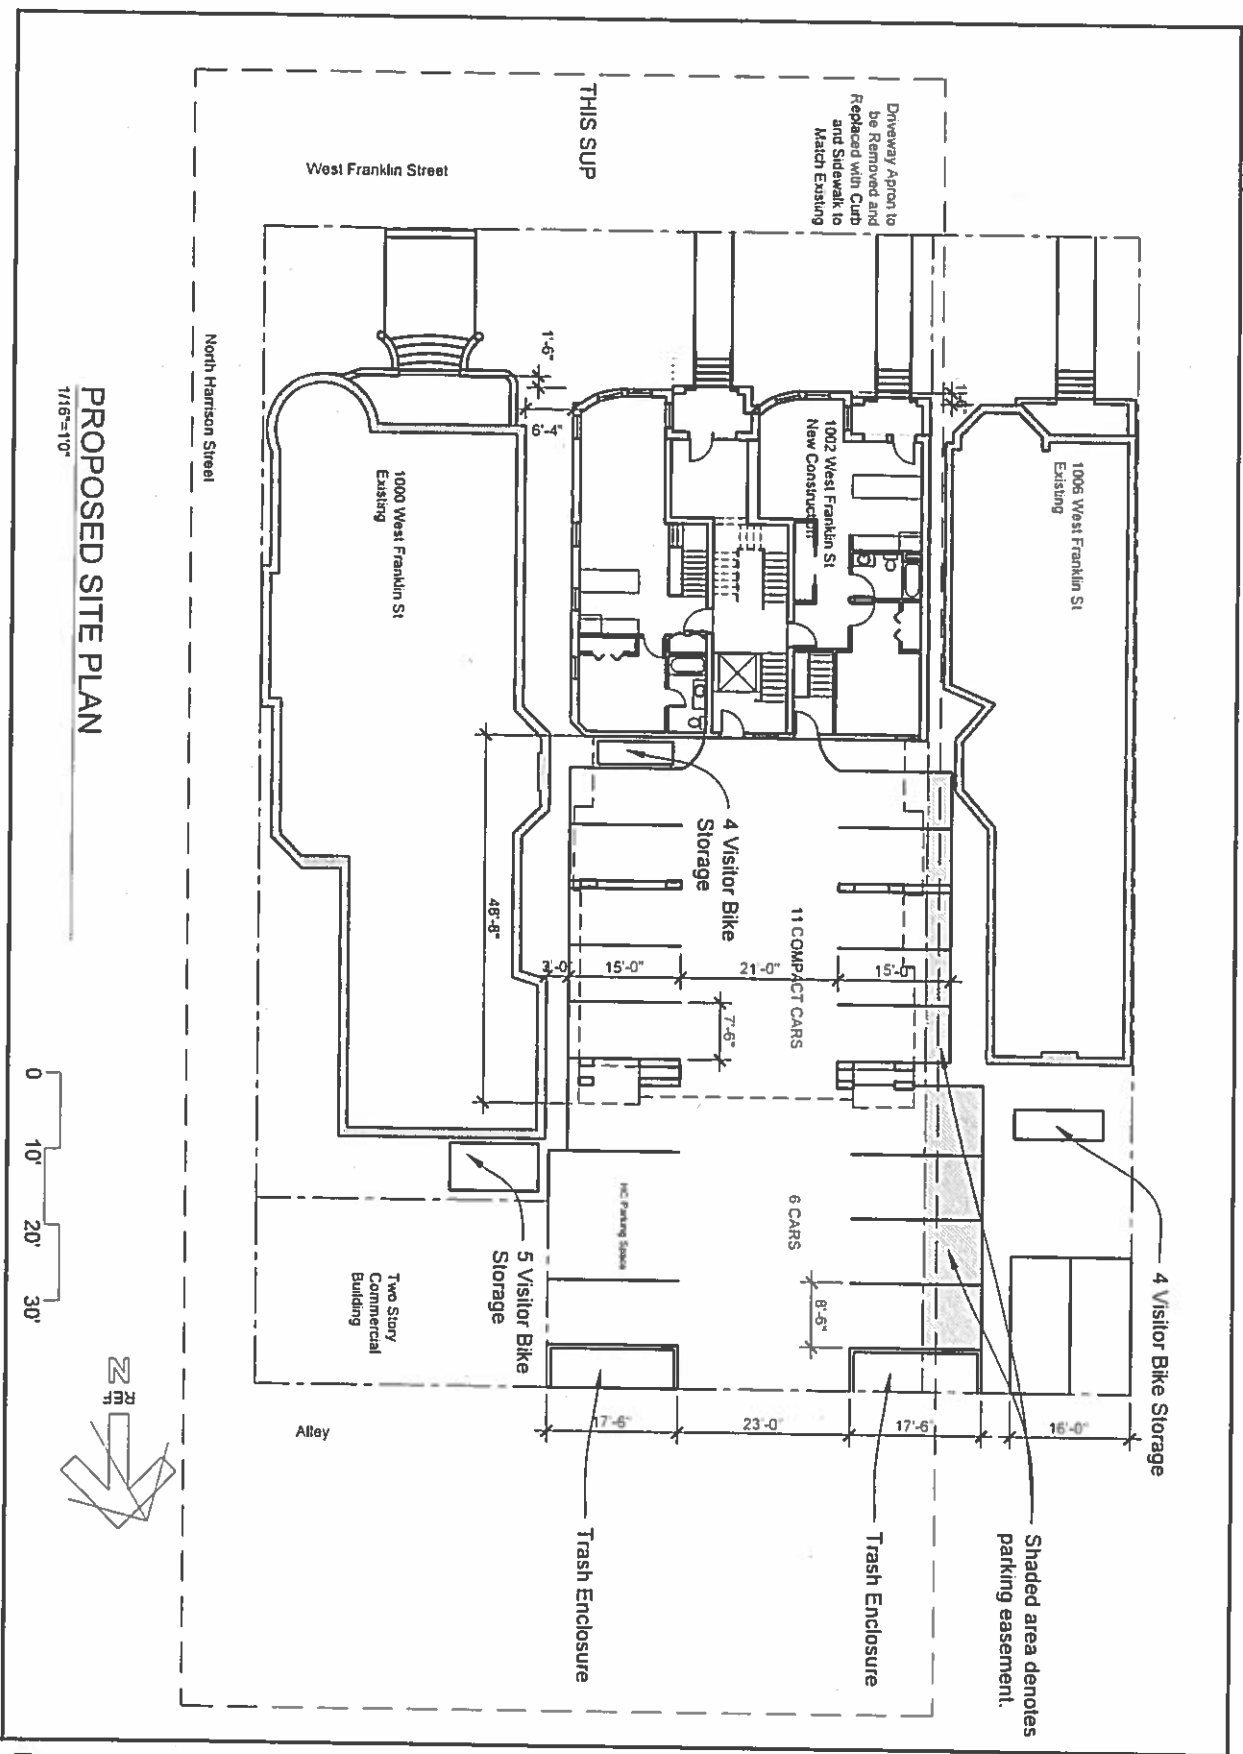 Driveway Apron to
be Removed and
Replaced with Curb
and Sidewalk to
Match Existing
THIS SUP
West Franklin Street
North Harrison Street
1'-6"
6'-4"
1'-6"
1000 West Franklin St
Existing
1002 West Franklin St
New Construction
1006 West Franklin St
Existing
4 Visitor Bike
Storage
11 COMPACT CARS
46'-8"
3'-0
15'-0"
21'-0"
15'-0"
7'-6"
HC Parking Space
6 CARS
8'-6"
5 Visitor Bike
Storage
4 Visitor Bike Storage
Two Story
Commercial
Building
Alley
17'-6"
23'-0"
17'-6"
16'-0"
Trash Enclosure
Trash Enclosure
Shaded area denotes
parking easement.
PROPOSED SITE PLAN
1/16"=1'0"
0
10'
20'
30'
N
REF